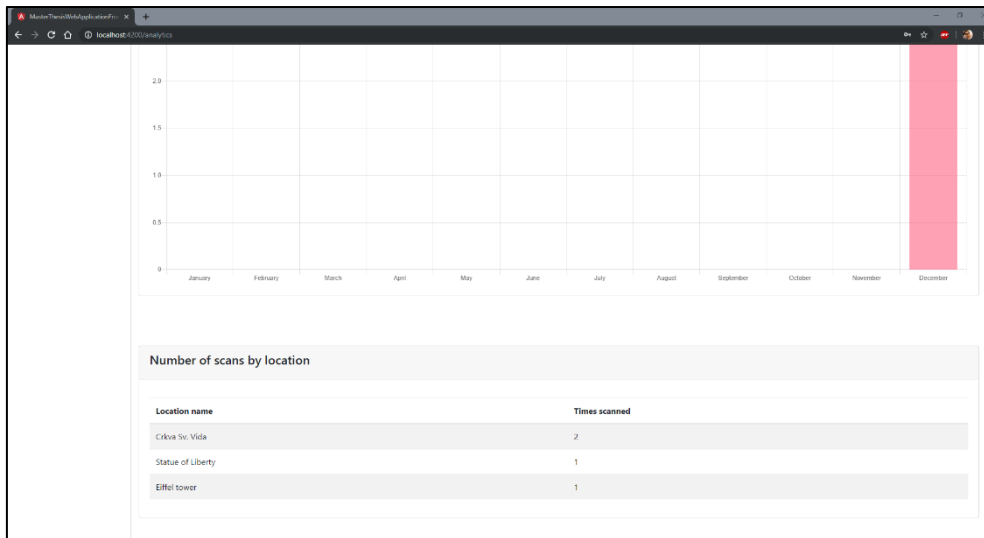 MasterThesisWebApplicationFro
localhost:4200/analytics
2.0
1.5
1.0
0.5
0
January February March April May June July August September October November December
Number of scans by location
Location name Times scanned
Crkva Sv. Vida 2
Statue of Liberty 1
Eiffel tower 1